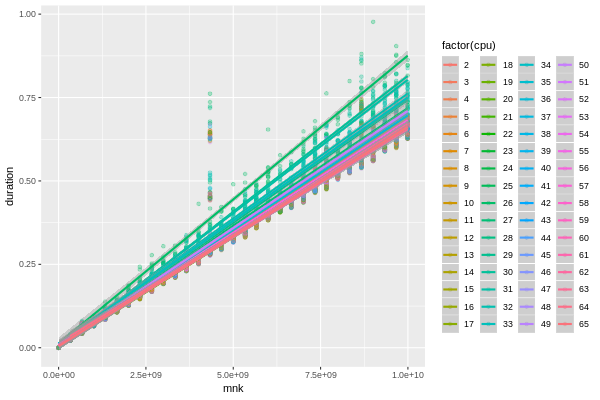 1.00
0.75
0.50
0.25
0.00
duration
0.0e+00 2.5e+09 5.0e+09 7.5e+09 1.0e+10
mnk
factor(cpu)
2 18 34 50
3 19 35 51
4 20 36 52
5 21 37 53
6 22 38 54
7 23 39 55
8 24 40 56
9 25 41 57
10 26 42 58
11 27 43 59
12 28 44 60
13 29 45 61
14 30 46 62
15 31 47 63
16 32 48 64
17 33 49 65